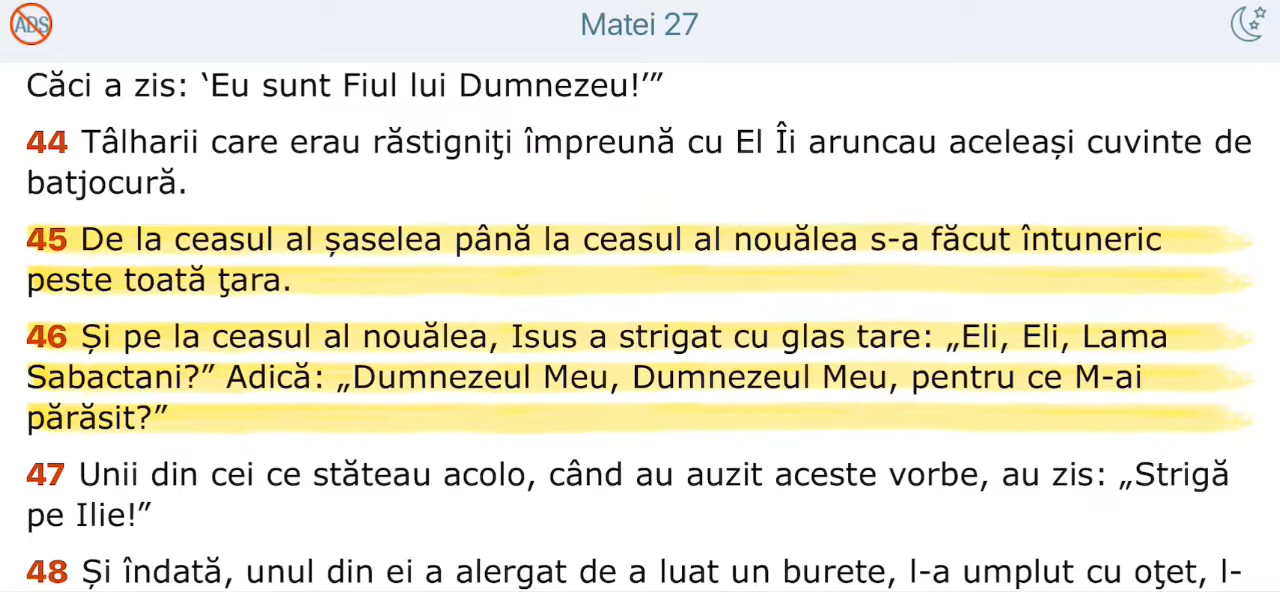 ADS
Matei 27
Căci a zis: ‘Eu sunt Fiul lui Dumnezeu!’”
44 Tâlharii care erau răstigniţi împreună cu El Îi aruncau aceleași cuvinte de
batjocură.
45 De la ceasul al șaselea până la ceasul al nouălea s-a făcut întuneric
peste toată ţara.
46 Și pe la ceasul al nouălea, Isus a strigat cu glas tare: „Eli, Eli, Lama
Sabactani?” Adică: „Dumnezeul Meu, Dumnezeul Meu, pentru ce M-ai
părăsit?”
47 Unii din cei ce stăteau acolo, când au auzit aceste vorbe, au zis: „Strigă
pe Ilie!”
48 Și îndată, unul din ei a alergat de a luat un burete, l-a umplut cu oţet, l-